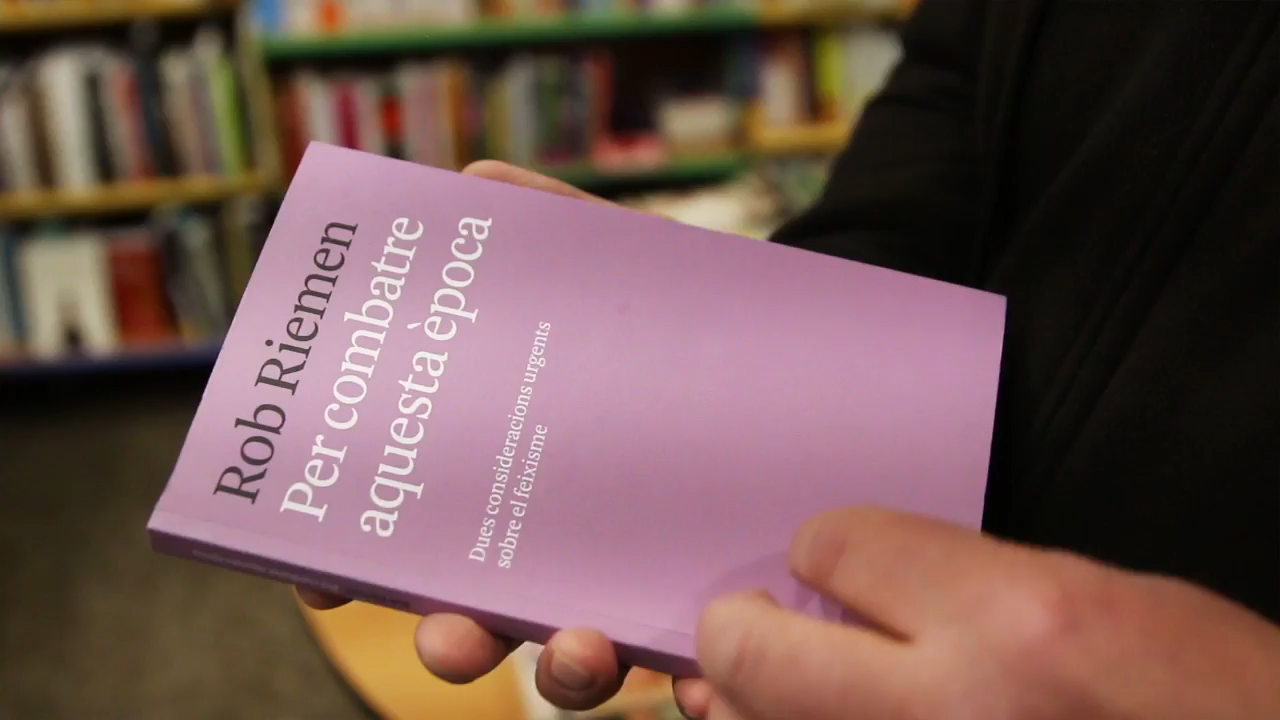 Rob Riemen
Per combatre
aquesta època
Dues consideracions urgents
sobre el feixisme